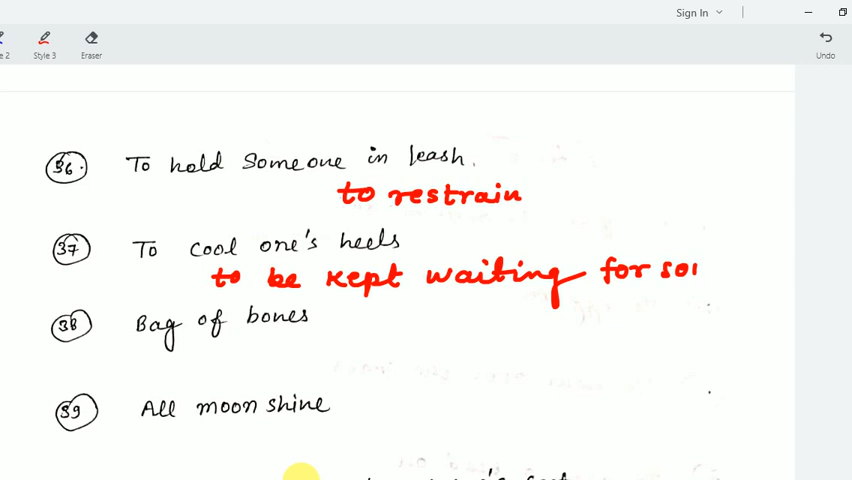 Sign In
Style 3
Eraser
Undo
36. To hold someone in leash.
to restrain
37 To cool one's heels
to be kept waiting for
38 Bag of bones
39 All moon shine